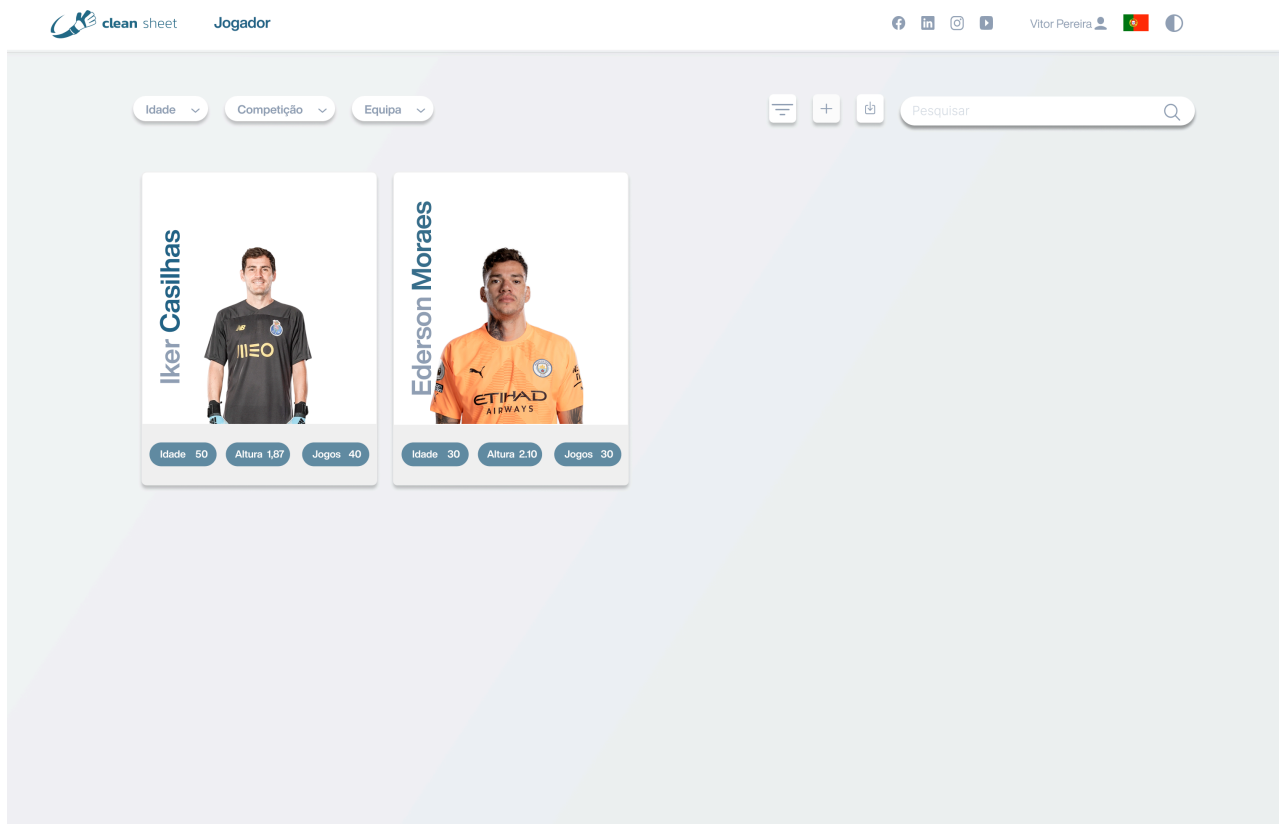 clean sheet
Jogador
Vitor Pereira
Idade
Competição
Equipa
Pesquisar
Iker Casilhas
NB
MEO
Idade 50
Altura 1,87
Jogos 40
Ederson Moraes
ETIHAD
AIRWAYS
Idade 30
Altura 2.10
Jogos 30